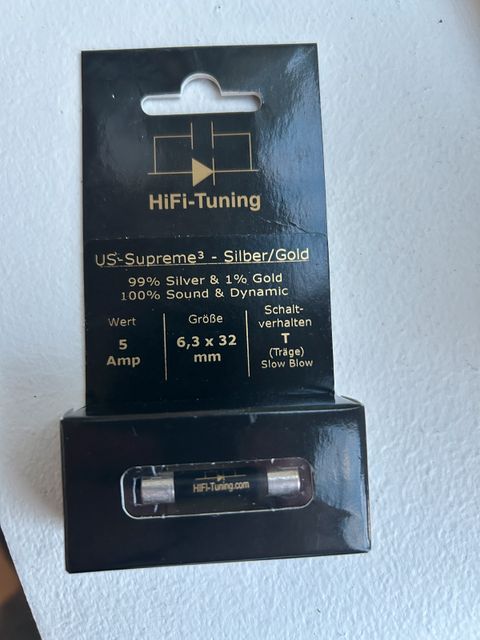 HiFi-Tuning
US-Supreme³ - Silber/Gold
99% Silver & 1% Gold
100% Sound & Dynamic
Wert
5
Amp
Größe
6,3 x 32
mm
Schalt-
verhalten
T
(Träge)
Slow Blow
HiFi-Tuning.com